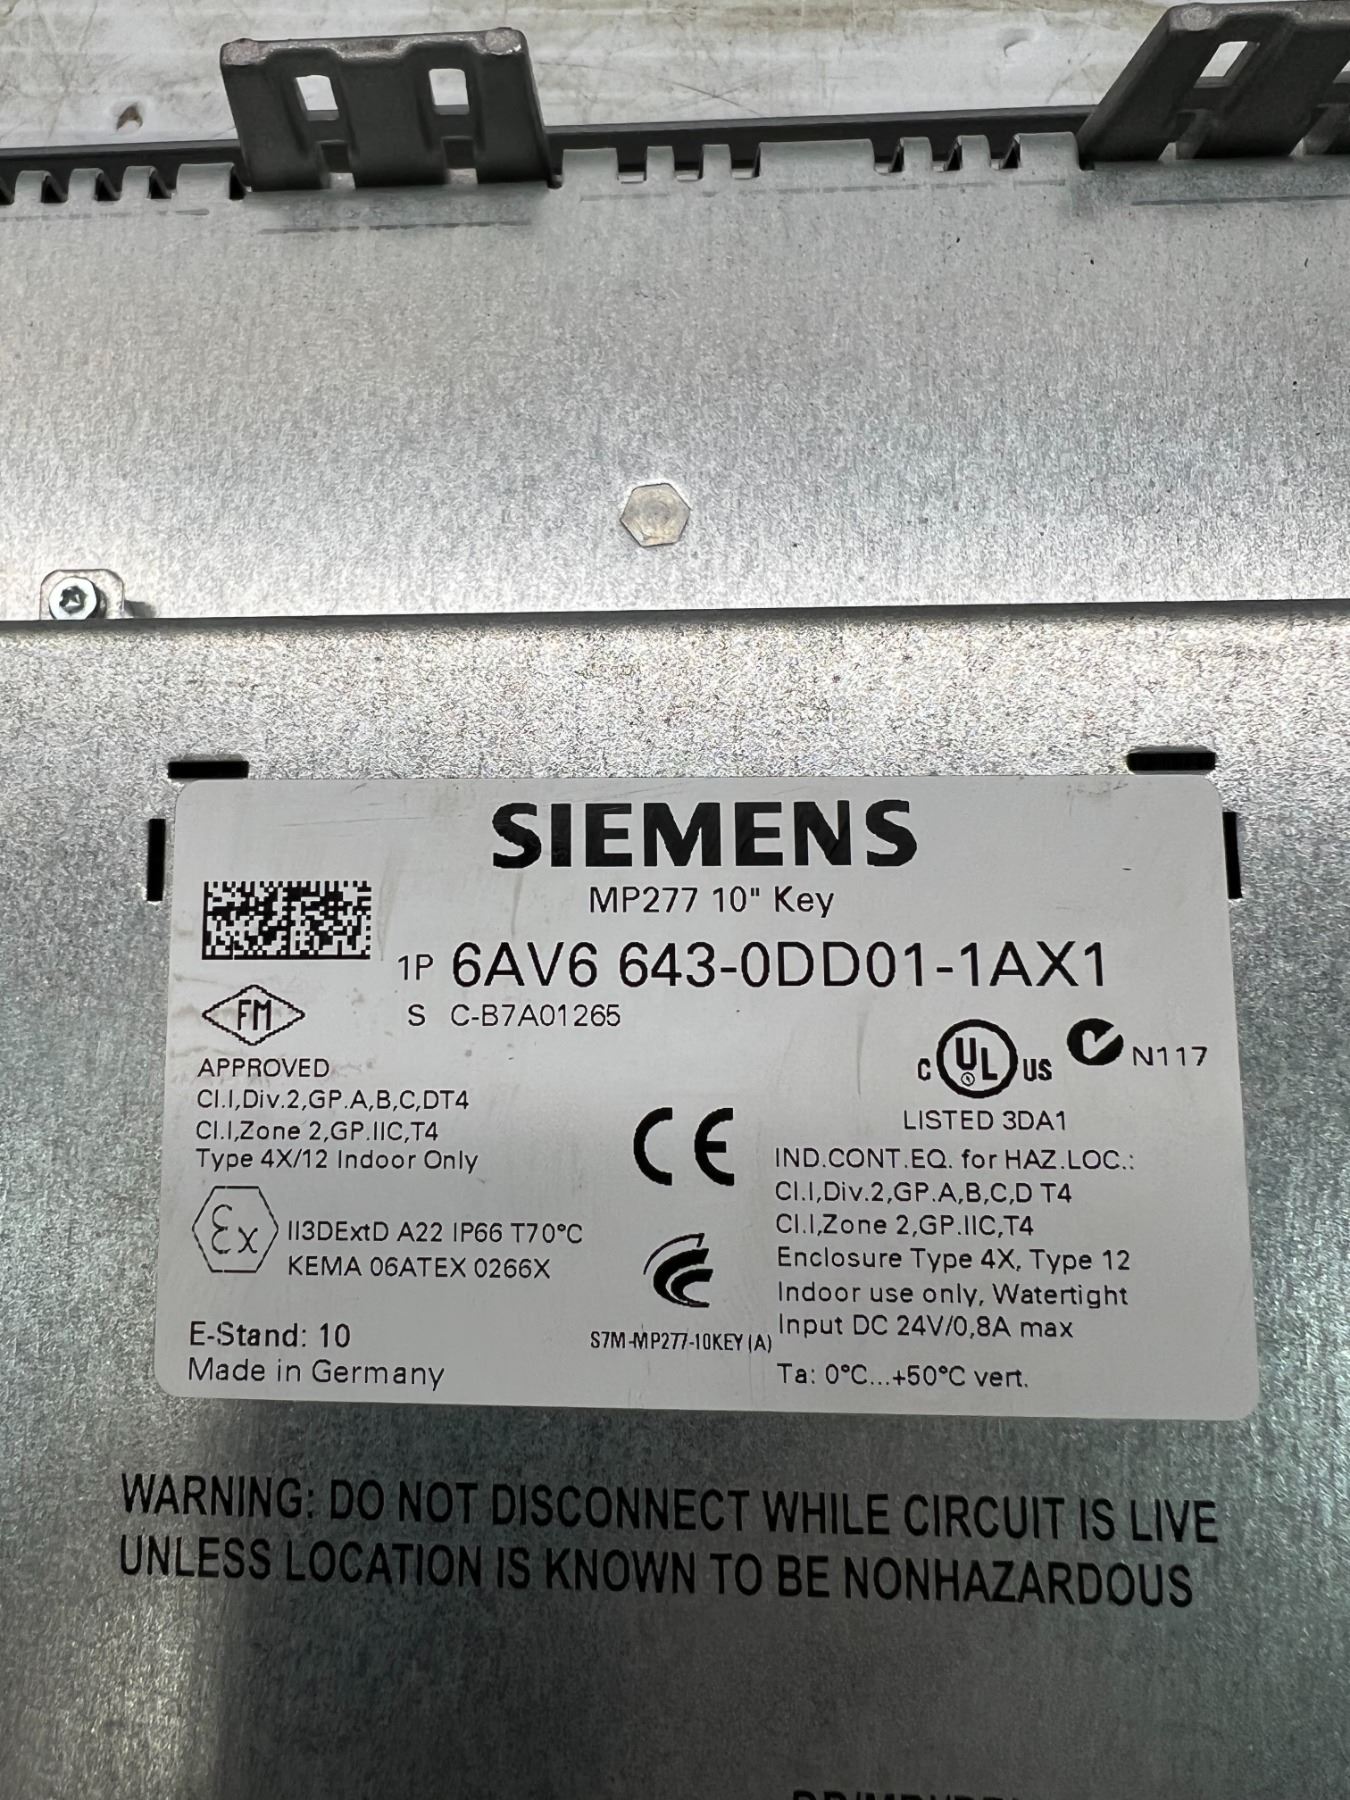 SIEMENS
MP277 10" Key
1P 6AV6 643-0DD01-1AX1
S C-B7A01265
FM
APPROVED
Cl.I,Div.2,GP.A,B,C,DT4
Cl.I,Zone 2,GP.IIC,T4
Type 4X/12 Indoor Only
Ex II3DExtD A22 IP66 T70°C
KEMA 06ATEX 0266X
E-Stand: 10
Made in Germany
CE
S7M-MP277-10KEY(A)
C UL US N117
LISTED 3DA1
IND.CONT.EQ. for HAZ.LOC.:
Cl.I,Div.2,GP.A,B,C,D T4
Cl.I,Zone 2,GP.IIC,T4
Enclosure Type 4X, Type 12
Indoor use only, Watertight
Input DC 24V/0,8A max
Ta: 0°C...+50°C vert.
WARNING: DO NOT DISCONNECT WHILE CIRCUIT IS LIVE
UNLESS LOCATION IS KNOWN TO BE NONHAZARDOUS